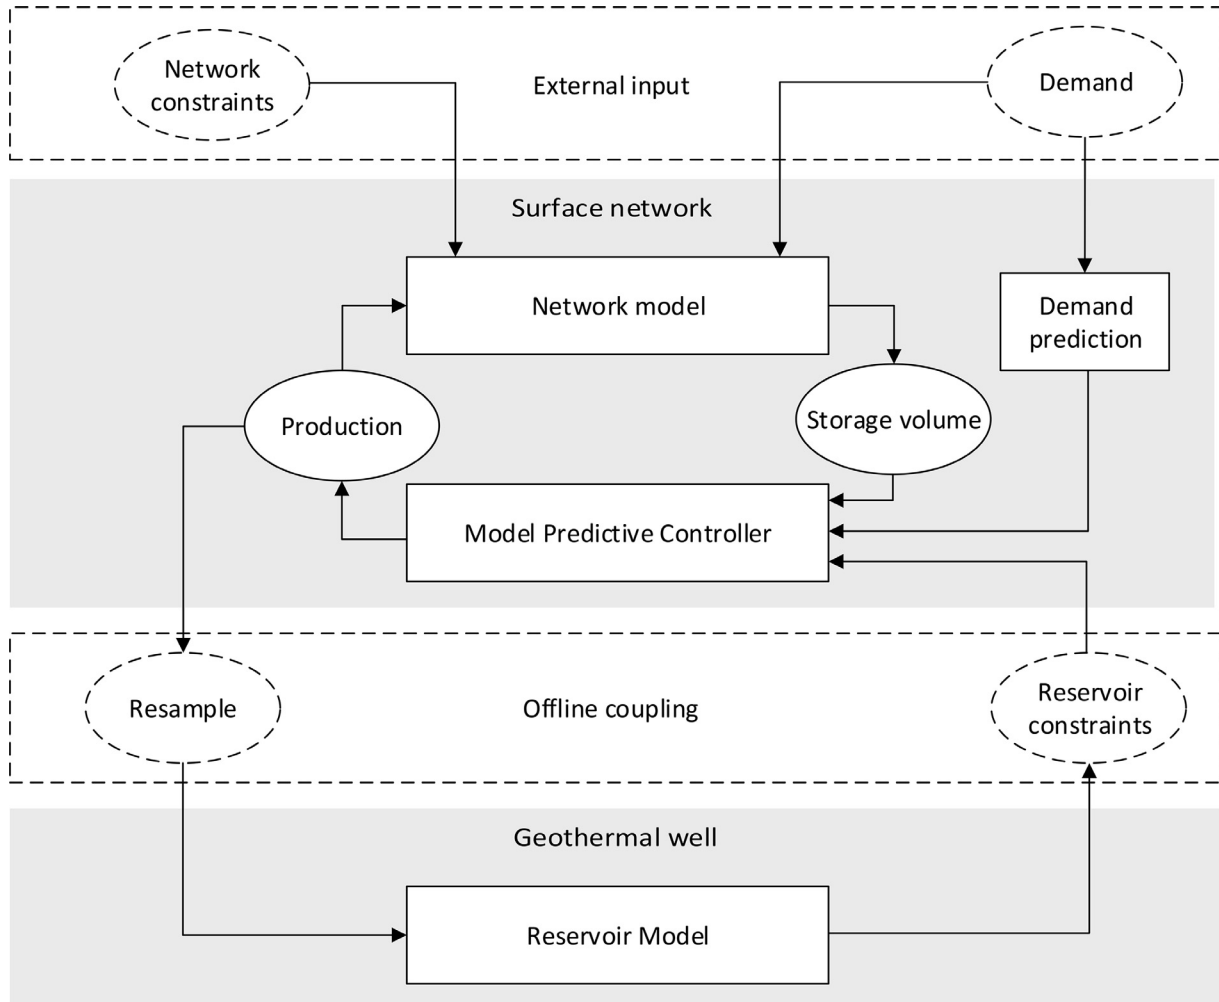 Network
constraints
External input
Demand
Surface network
Network model
Demand
prediction
Production
Storage volume
Model Predictive Controller
Resample
Offline coupling
Reservoir
constraints
Geothermal well
Reservoir Model